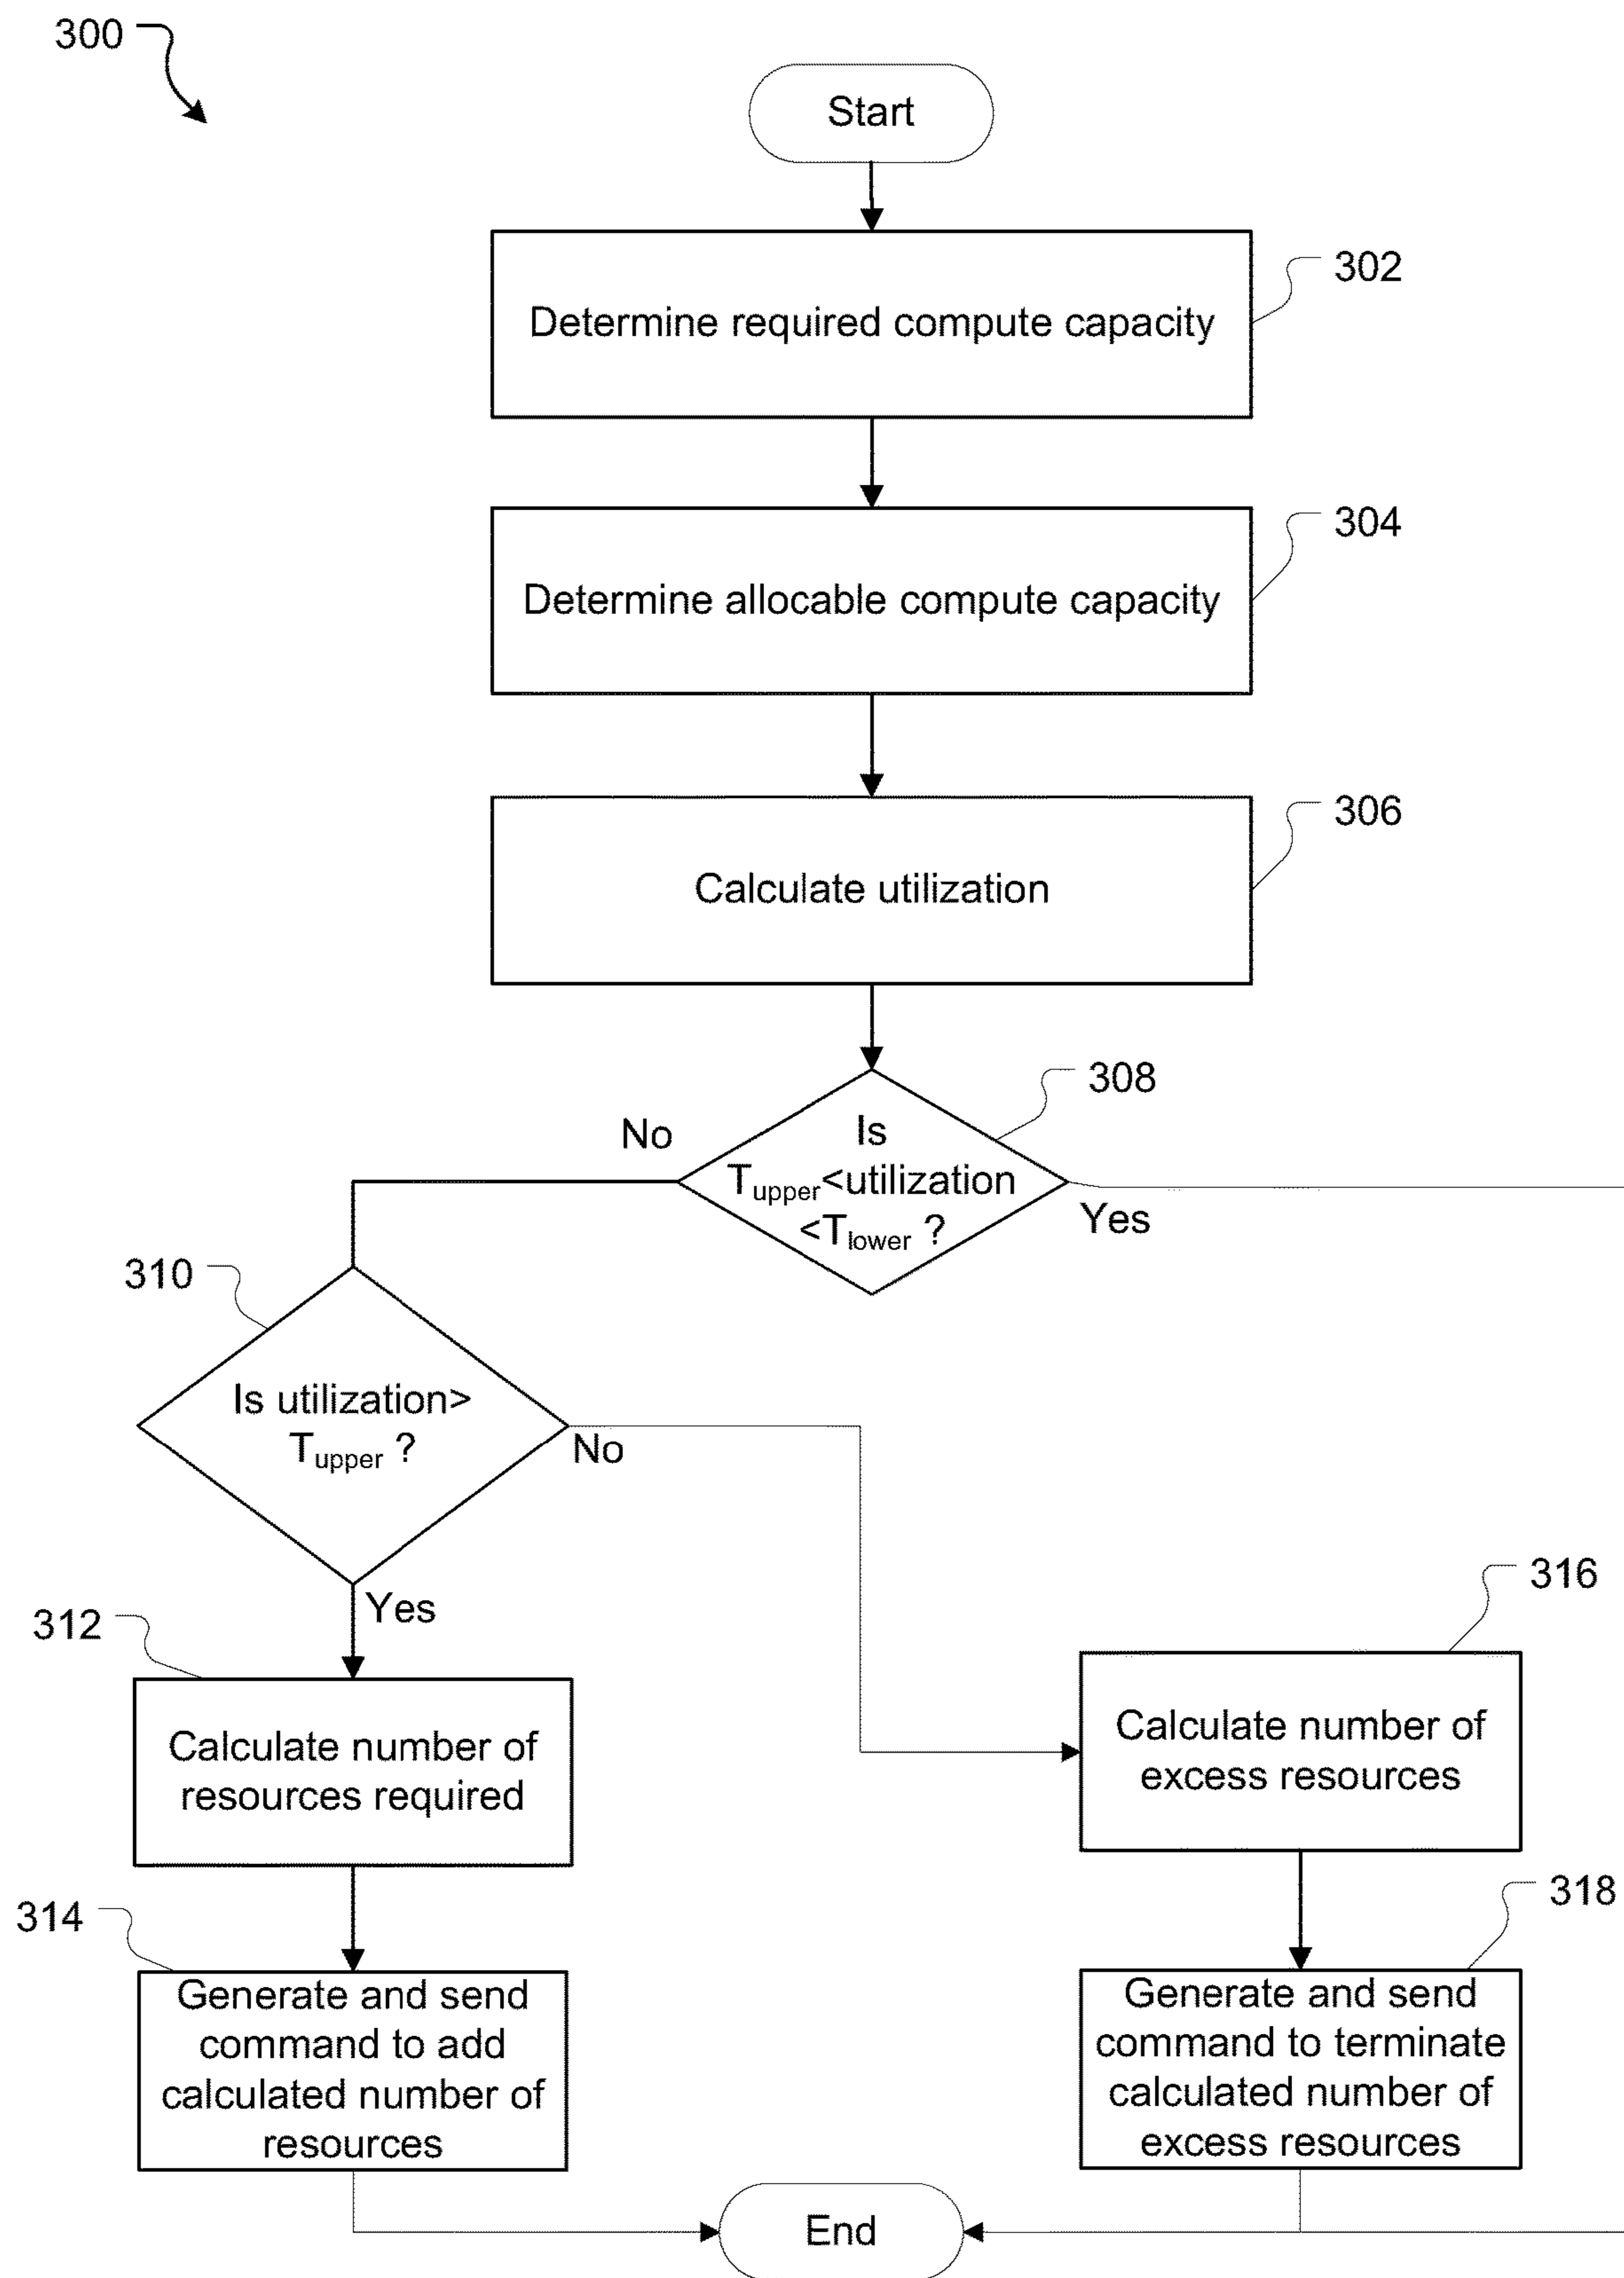 300
Start
302
Determine required compute capacity
304
Determine allocable compute capacity
306
Calculate utilization
308
No
Is
Tupper<utilization
<Tlower ?
Yes
310
Is utilization>
Tupper ?
No
Yes
312
Calculate number of
resources required
316
Calculate number of
excess resources
314
Generate and send
command to add
calculated number of
resources
318
Generate and send
command to terminate
calculated number of
excess resources
End